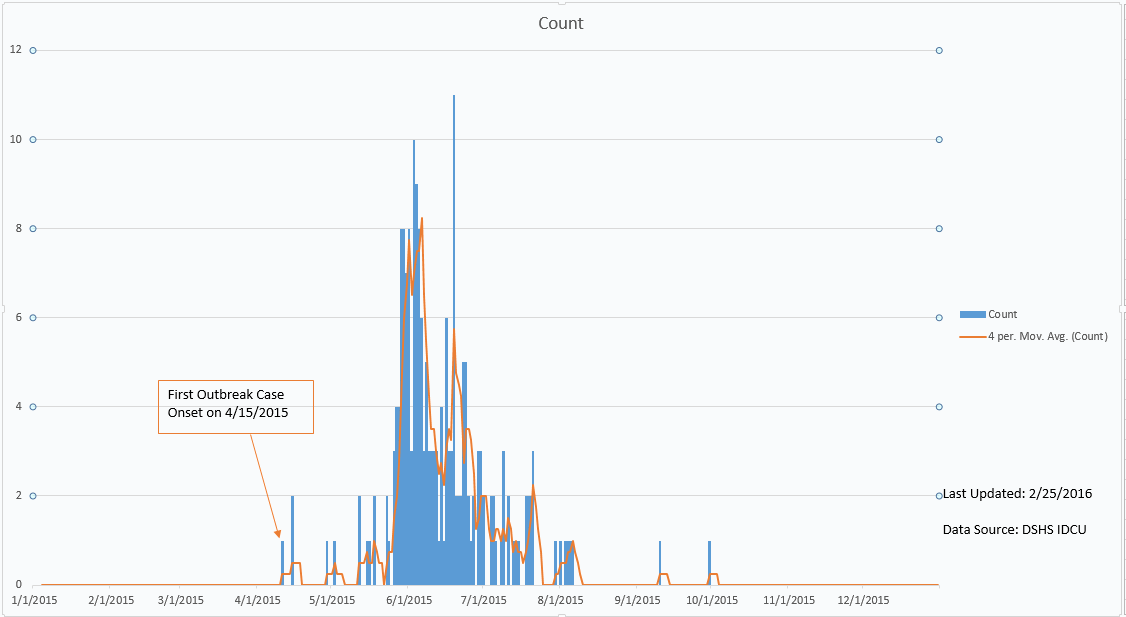 Count
12
10
8
6
4
2
0
First Outbreak Case
Onset on 4/15/2015
Count
4 per. Mov. Avg. (Count)
Last Updated: 2/25/2016
Data Source: DSHS IDCU
1/1/2015 2/1/2015 3/1/2015 4/1/2015 5/1/2015 6/1/2015 7/1/2015 8/1/2015 9/1/2015 10/1/2015 11/1/2015 12/1/2015